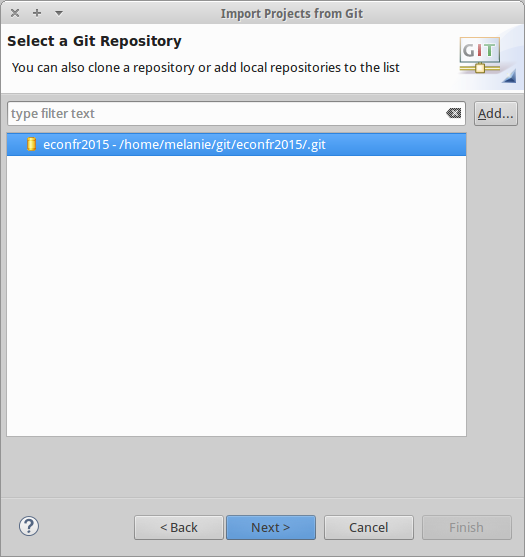 Import Projects from Git
Select a Git Repository
You can also clone a repository or add local repositories to the list
GIT
type filter text
Add...
econfr2015 - /home/melanie/git/econfr2015/.git
?
< Back
Next >
Cancel
Finish